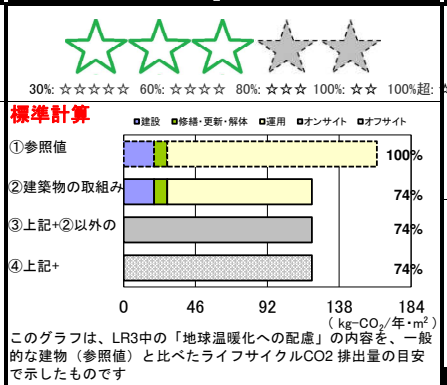 30%: ☆☆☆☆☆ 60%: ☆☆☆☆ 80%: ☆☆☆ 100%: ☆☆ 100%超: ☆
標準計算
■建設 ■修繕・更新・解体 □運用 ■オンサイト □オフサイト
①参照値 100%
②建築物の取組み 74%
③上記+②以外の 74%
④上記+ 74%
0 46 92 138 184
( kg-CO2/年・m² )
このグラフは、LR3中の「地球温暖化への配慮」の内容を、一般
的な建物（参照値）と比べたライフサイクルCO2 排出量の目安
で示したものです